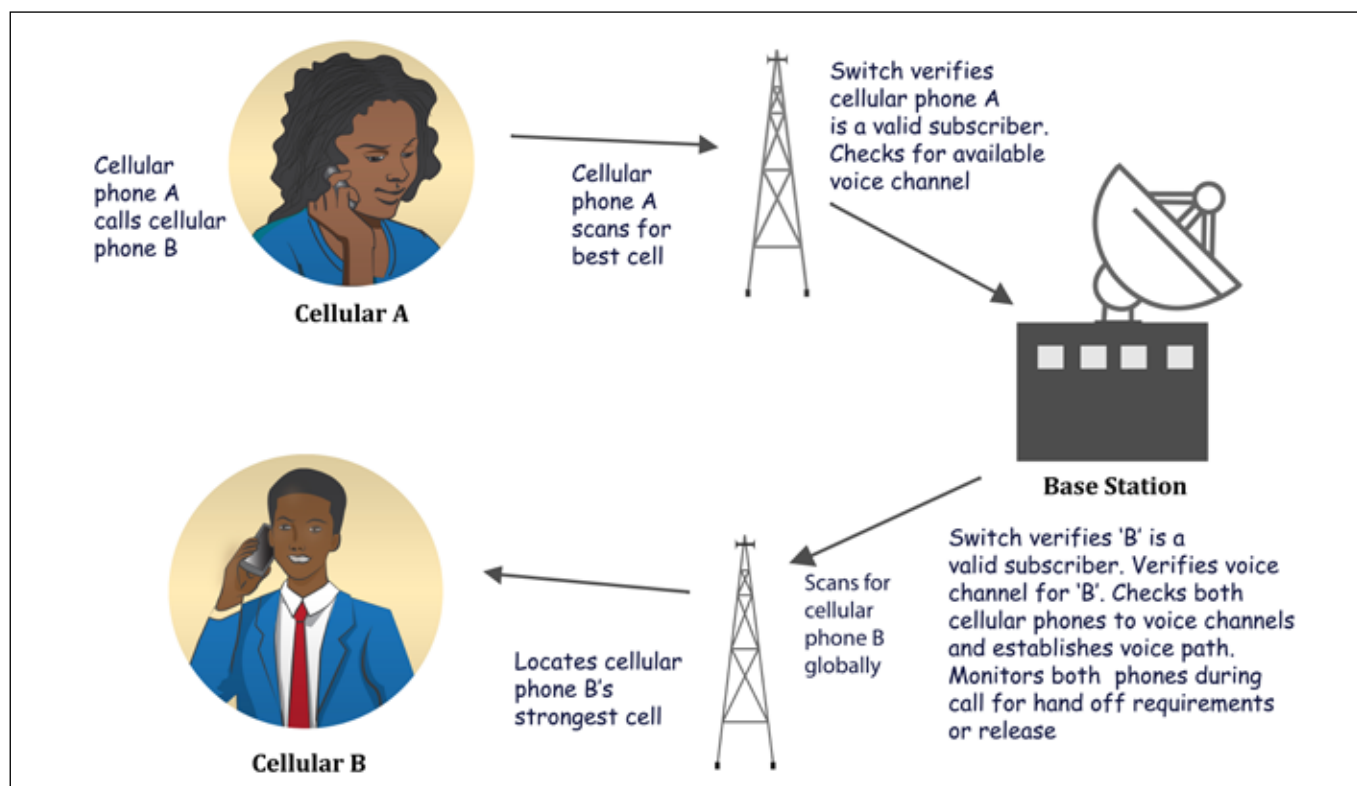 Cellular
phone A
calls cellular
phone B
Cellular A
Cellular
phone A
scans for
best cell
Switch verifies
cellular phone A
is a valid subscriber.
Checks for available
voice channel
Base Station
Switch verifies ‘B’ is a
valid subscriber. Verifies voice
channel for ‘B’. Checks both
cellular phones to voice channels
and establishes voice path.
Monitors both phones during
call for hand off requirements
or release
Scans for
cellular
phone B
globally
Locates cellular
phone B’s
strongest cell
Cellular B